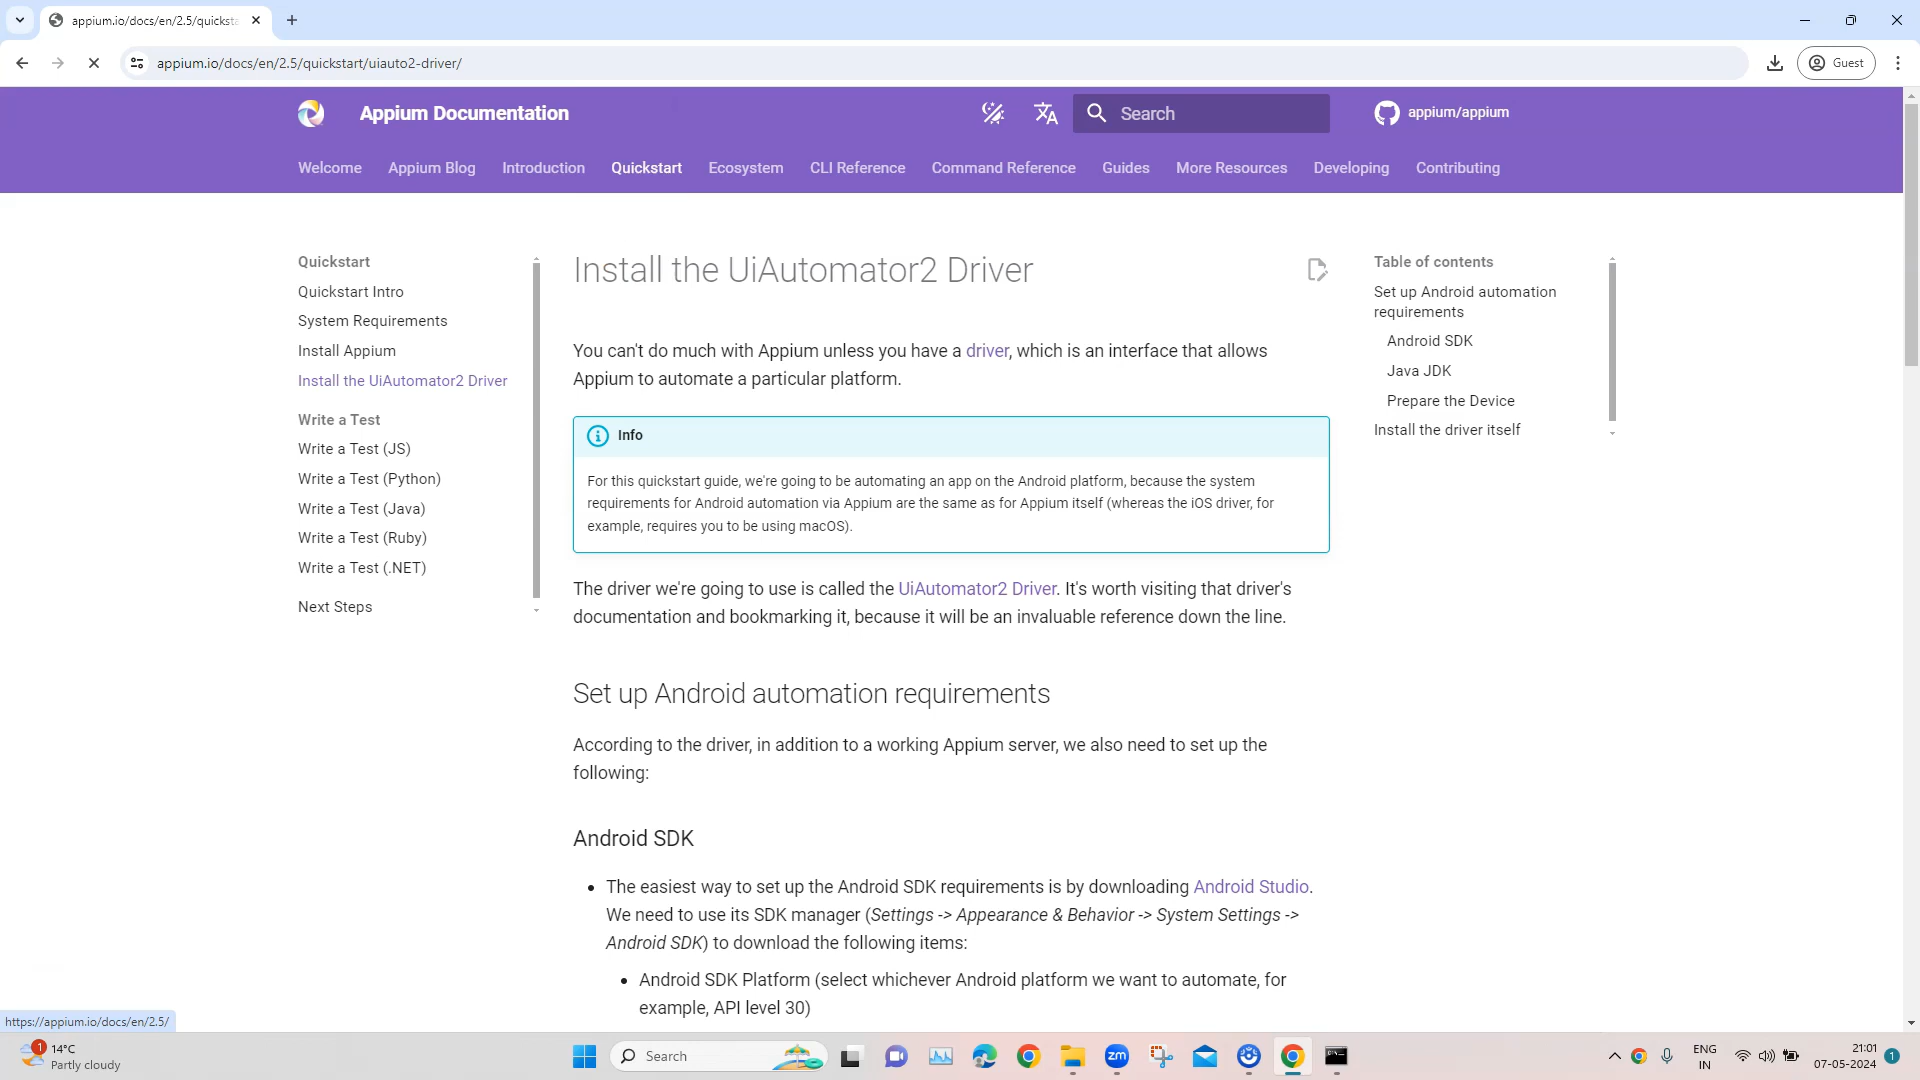 appium.io/docs/en/2.5/quicksta
appium.io/docs/en/2.5/quickstart/uiauto2-driver/
Guest
Appium Documentation
Search
appium/appium
Welcome
Appium Blog
Introduction
Quickstart
Ecosystem
CLI Reference
Command Reference
Guides
More Resources
Developing
Contributing
Quickstart
Quickstart Intro
System Requirements
Install Appium
Install the UiAutomator2 Driver
Write a Test
Write a Test (JS)
Write a Test (Python)
Write a Test (Java)
Write a Test (Ruby)
Write a Test (.NET)
Next Steps
Install the UiAutomator2 Driver
You can't do much with Appium unless you have a driver, which is an interface that allows
Appium to automate a particular platform.
Info
For this quickstart guide, we're going to be automating an app on the Android platform, because the system
requirements for Android automation via Appium are the same as for Appium itself (whereas the iOS driver, for
example, requires you to be using macOS).
The driver we're going to use is called the UiAutomator2 Driver. It's worth visiting that driver's
documentation and bookmarking it, because it will be an invaluable reference down the line.
Set up Android automation requirements
According to the driver, in addition to a working Appium server, we also need to set up the
following:
Android SDK
• The easiest way to set up the Android SDK requirements is by downloading Android Studio.
We need to use its SDK manager (Settings -> Appearance & Behavior -> System Settings ->
Android SDK) to download the following items:
• Android SDK Platform (select whichever Android platform we want to automate, for
example, API level 30)
Table of contents
Set up Android automation
requirements
Android SDK
Java JDK
Prepare the Device
Install the driver itself
https://appium.io/docs/en/2.5/
1
14°C
Partly cloudy
Search
zm
ENG
IN
21:01
07-05-2024
1